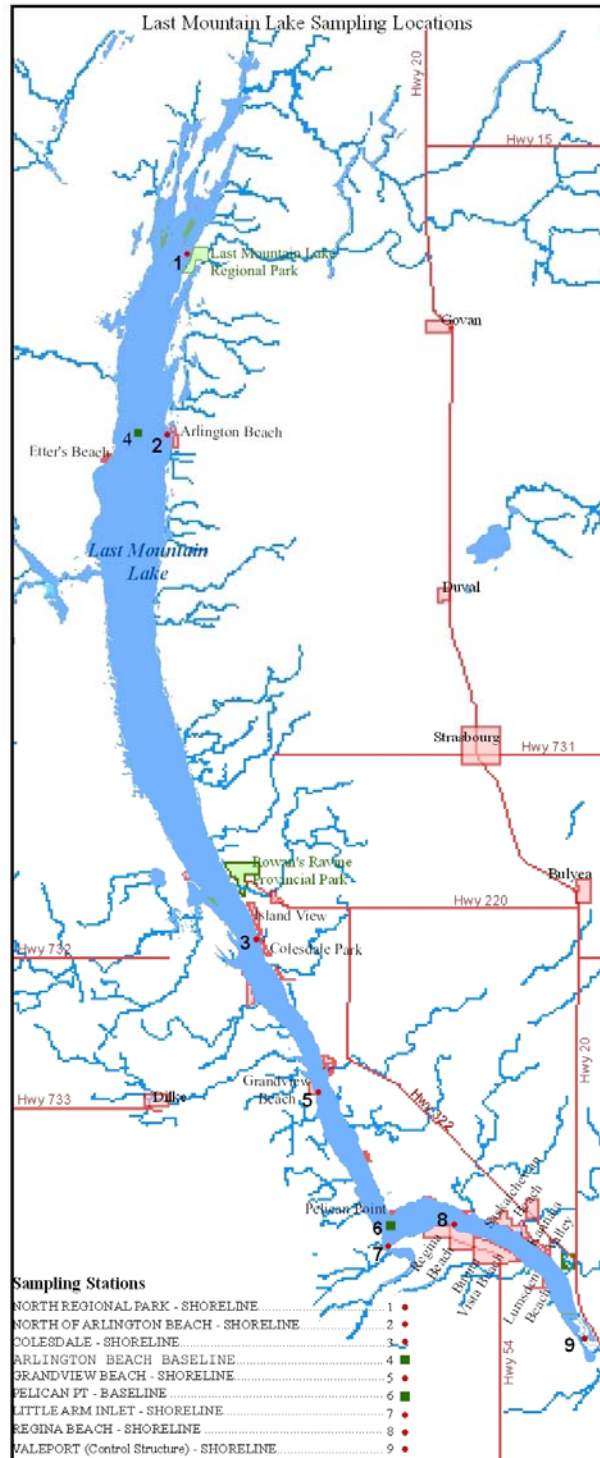 Last Mountain Lake Sampling Locations
Hwy 20
Hwy 15
1
Last Mountain Lake
Regional Park
Govan
4
2
Arlington Beach
Etter's Beach
Last Mountain
Lake
Duval
Strasbourg
Hwy 731
Rowan's Ravine
Provincial Park
Bulyea
Island View
Hwy 220
3
Colesdale Park
Hwy 732
Grandview
Beach
5
Dilke
Hwy 733
Hwy 20
Hwy 322
Pelican Point
6
7
8
Regina
Beach
Buena
Vista Beach
Saskatchewan
Beach
Kannata
Valley
Lumsden
Beach
9
Hwy 54
Sampling Stations
NORTH REGIONAL PARK - SHORELINE 1
NORTH OF ARLINGTON BEACH - SHORELINE 2
COLESDALE - SHORELINE 3
ARLINGTON BEACH BASELINE 4
GRANDVIEW BEACH - SHORELINE 5
PELICAN PT - BASELINE 6
LITTLE ARM INLET - SHORELINE 7
REGINA BEACH - SHORELINE 8
VALEPORT (Control Structure) - SHORELINE 9